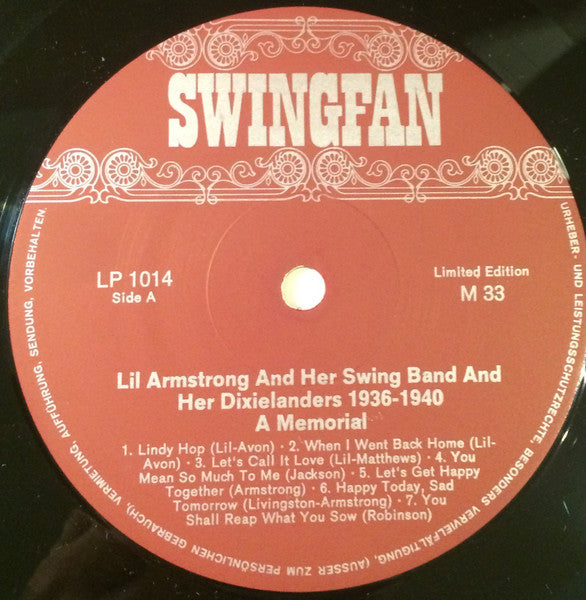 SWINGFAN
LP 1014
Side A
Limited Edition
M 33
Lil Armstrong And Her Swing Band And
Her Dixielanders 1936-1940
A Memorial
1. Lindy Hop (Lil-Avon) · 2. When I Went Back Home (Lil-
Avon) · 3. Let's Call It Love (Lil-Matthews) · 4. You
Mean So Much To Me (Jackson) · 5. Let's Get Happy
Together (Armstrong) · 6. Happy Today, Sad
Tomorrow (Livingston-Armstrong) · 7. You
Shall Reap What You Sow (Robinson)
URHEBER- UND LEISTUNGSSCHUTZRECHTE, BESONDERS VERVIELFÄLTIGUNG, (AUSSER ZUM PERSÖNLICHEN GEBRAUCH), VERMIETUNG, AUFFÜHRUNG, SENDUNG, VORBEHALTEN